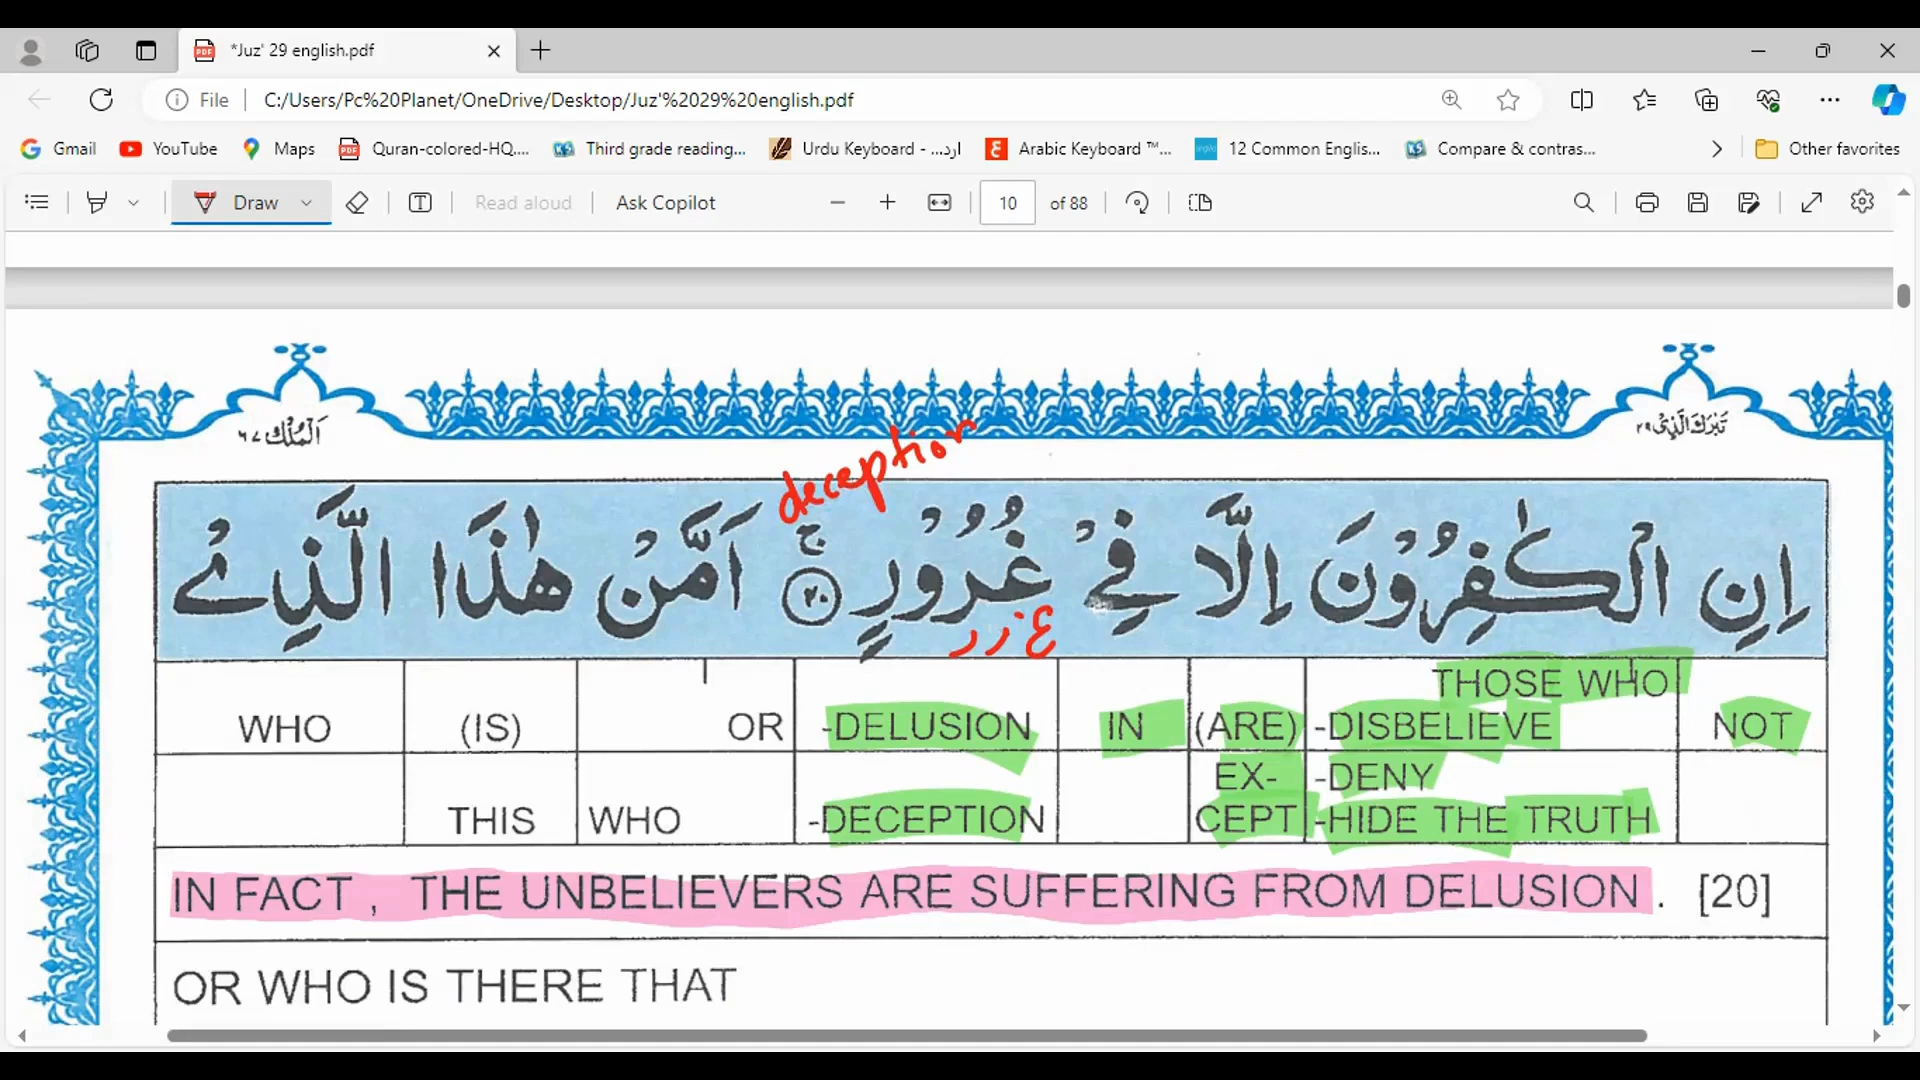 *Juz' 29 english.pdf
File C:/Users/Pc%20Planet/OneDrive/Desktop/Juz'%2029%20english.pdf
Gmail YouTube Maps Quran-colored-HQ.... Third grade reading... Urdu Keyboard - ...اردو Arabic Keyboard ™... 12 Common Englis... Compare & contras... Other favorites
Draw Read aloud Ask Copilot 10 of 88
اَلْمُلْك ٦٧ تَبٰرَكَ الَّذِیْ ٢٩
deception
اِنِ الْكٰفِرُوْنَ اِلَّا فِیْ غُرُوْرٍ ۚ ﴿٢٠﴾ اَمَّنْ هٰذَا الَّذِیْ
غ ر ر
THOSE WHO
WHO (IS) OR -DELUSION IN (ARE) -DISBELIEVE NOT
EX- -DENY
THIS WHO -DECEPTION CEPT -HIDE THE TRUTH
IN FACT , THE UNBELIEVERS ARE SUFFERING FROM DELUSION . [20]
OR WHO IS THERE THAT